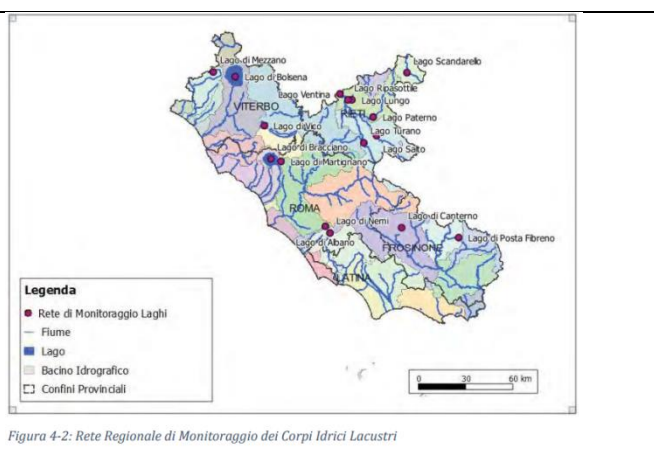 Lago di Mezzano
Lago Scandarello
Lago di Bolsena
Lago Ripasottile
Lago Ventina
Lago Lungo
VITERBO
RIETI
Lago Paterno
Lago di Vico
Lago Turano
Lago di Bracciano
Lago Salto
Lago di Martignano
ROMA
Lago di Nemi
Lago di Canterno
Lago di Albano
Lago di Posta Fibreno
FROSINONE
LATINA
Legenda
Rete di Monitoraggio Laghi
Fiume
Lago
Bacino Idrografico
Confini Provinciali
0 30 60 km
Figura 4-2: Rete Regionale di Monitoraggio dei Corpi Idrici Lacustri